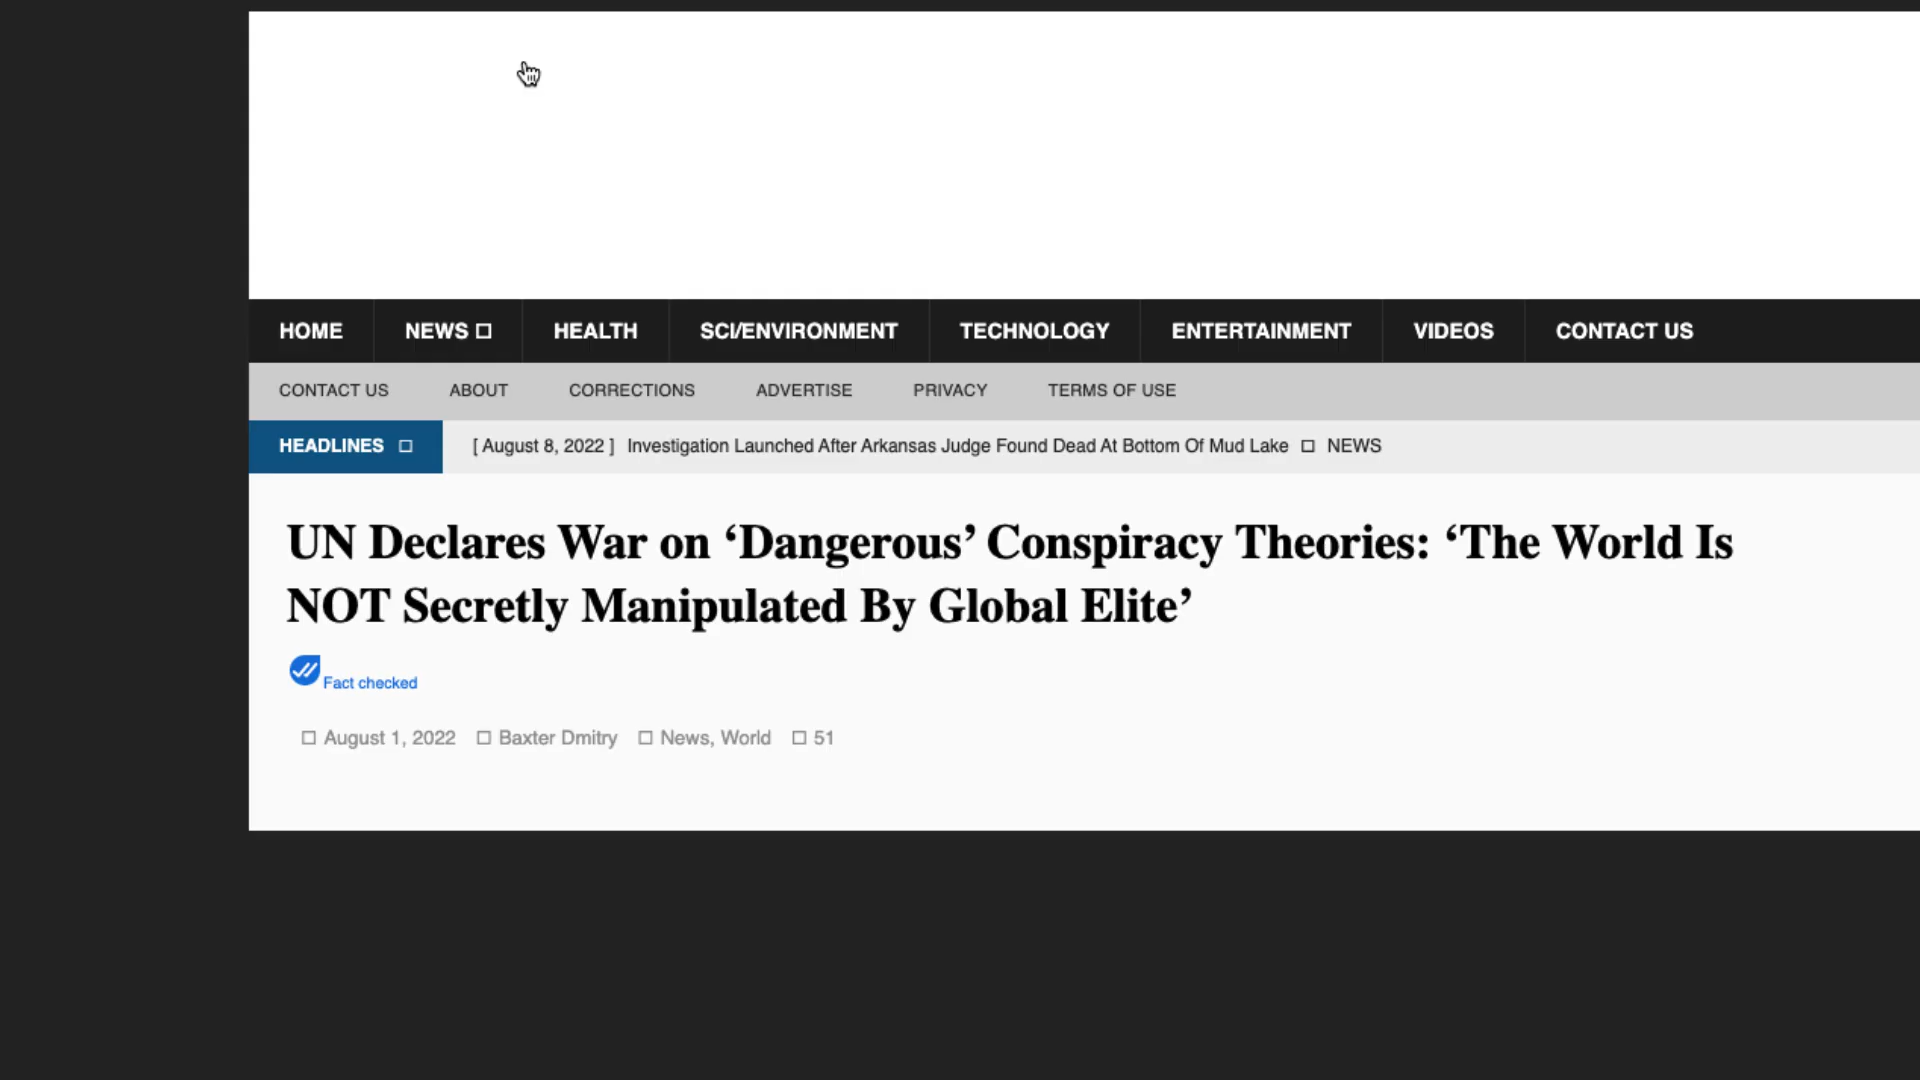 HOME NEWS HEALTH SCI/ENVIRONMENT TECHNOLOGY ENTERTAINMENT VIDEOS CONTACT US
CONTACT US ABOUT CORRECTIONS ADVERTISE PRIVACY TERMS OF USE
HEADLINES [ August 8, 2022 ] Investigation Launched After Arkansas Judge Found Dead At Bottom Of Mud Lake NEWS
UN Declares War on ‘Dangerous’ Conspiracy Theories: ‘The World Is
NOT Secretly Manipulated By Global Elite’
Fact checked
August 1, 2022 Baxter Dmitry News, World 51